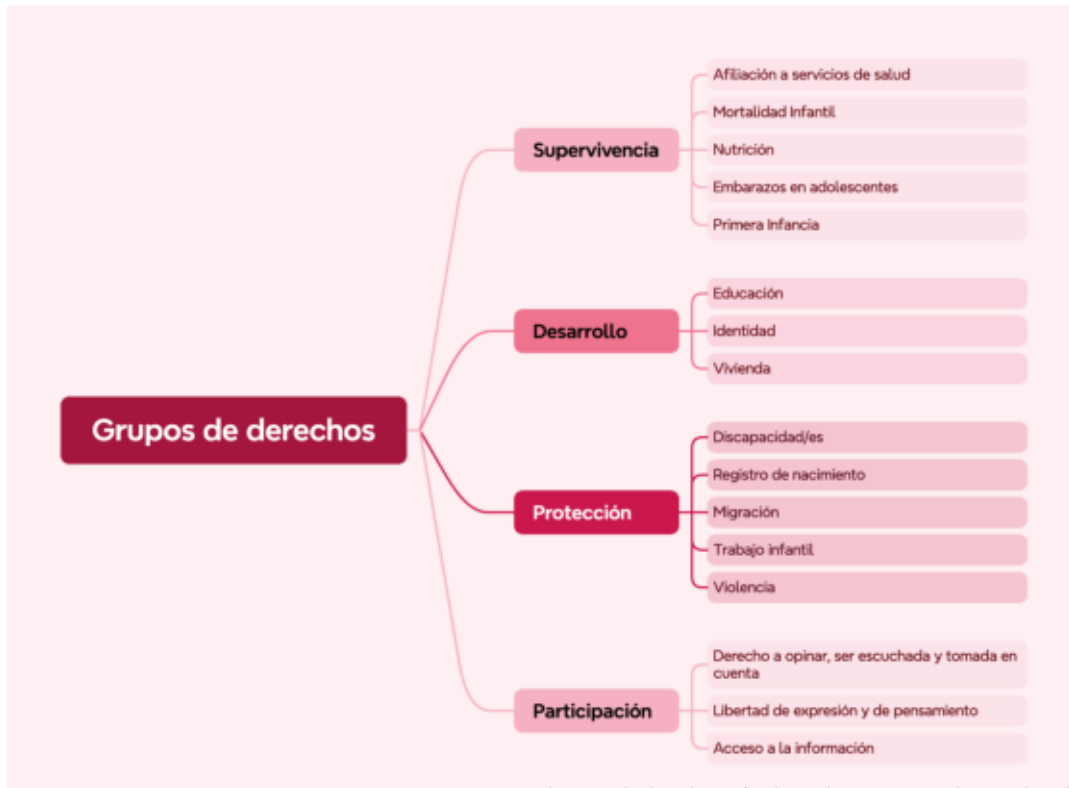 Grupos de derechos
Supervivencia
Afiliación a servicios de salud
Mortalidad Infantil
Nutrición
Embarazos en adolescentes
Primera Infancia
Desarrollo
Educación
Identidad
Vivienda
Protección
Discapacidad/es
Registro de nacimiento
Migración
Trabajo infantil
Violencia
Participación
Derecho a opinar, ser escuchada y tomada en
cuenta
Libertad de expresión y de pensamiento
Acceso a la información